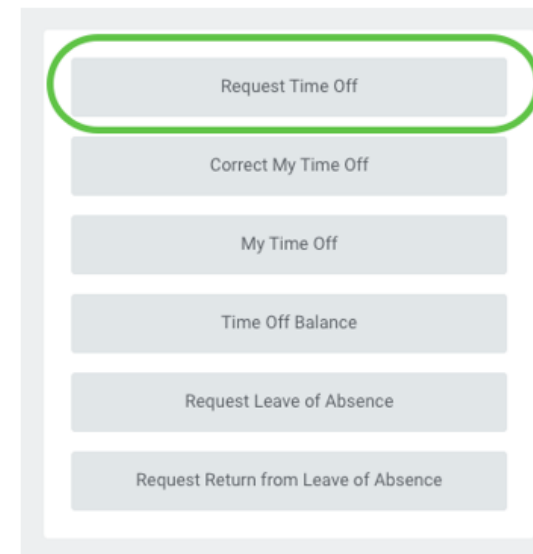 Request Time Off
Correct My Time Off
My Time Off
Time Off Balance
Request Leave of Absence
Request Return from Leave of Absence